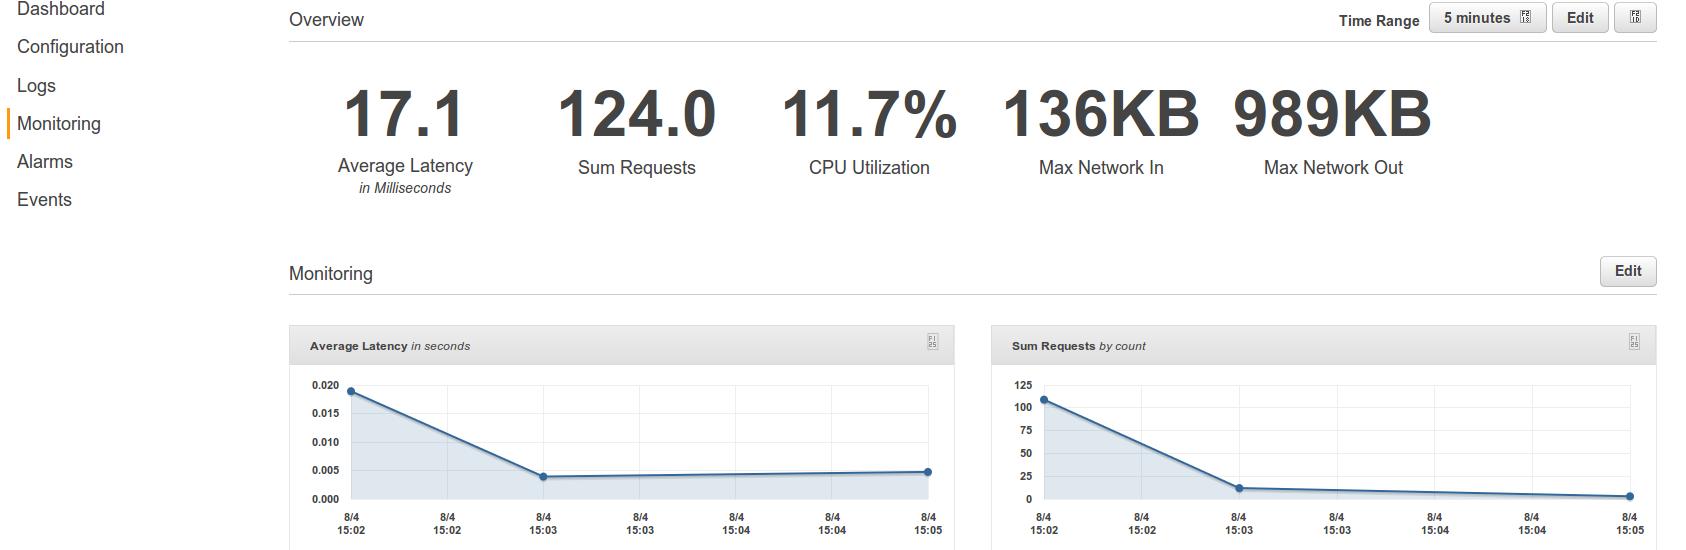 Dashboard
Configuration
Logs
Monitoring
Alarms
Events
Overview
Time Range 5 minutes Edit
17.1
Average Latency
in Milliseconds
124.0
Sum Requests
11.7%
CPU Utilization
136KB
Max Network In
989KB
Max Network Out
Monitoring
Edit
Average Latency in seconds
0.020
0.015
0.010
0.005
0.000
8/4 8/4 8/4 8/4 8/4 8/4 8/4
15:02 15:02 15:03 15:03 15:04 15:04 15:05
Sum Requests by count
125
100
75
50
25
0
8/4 8/4 8/4 8/4 8/4 8/4 8/4
15:02 15:02 15:03 15:03 15:04 15:04 15:05